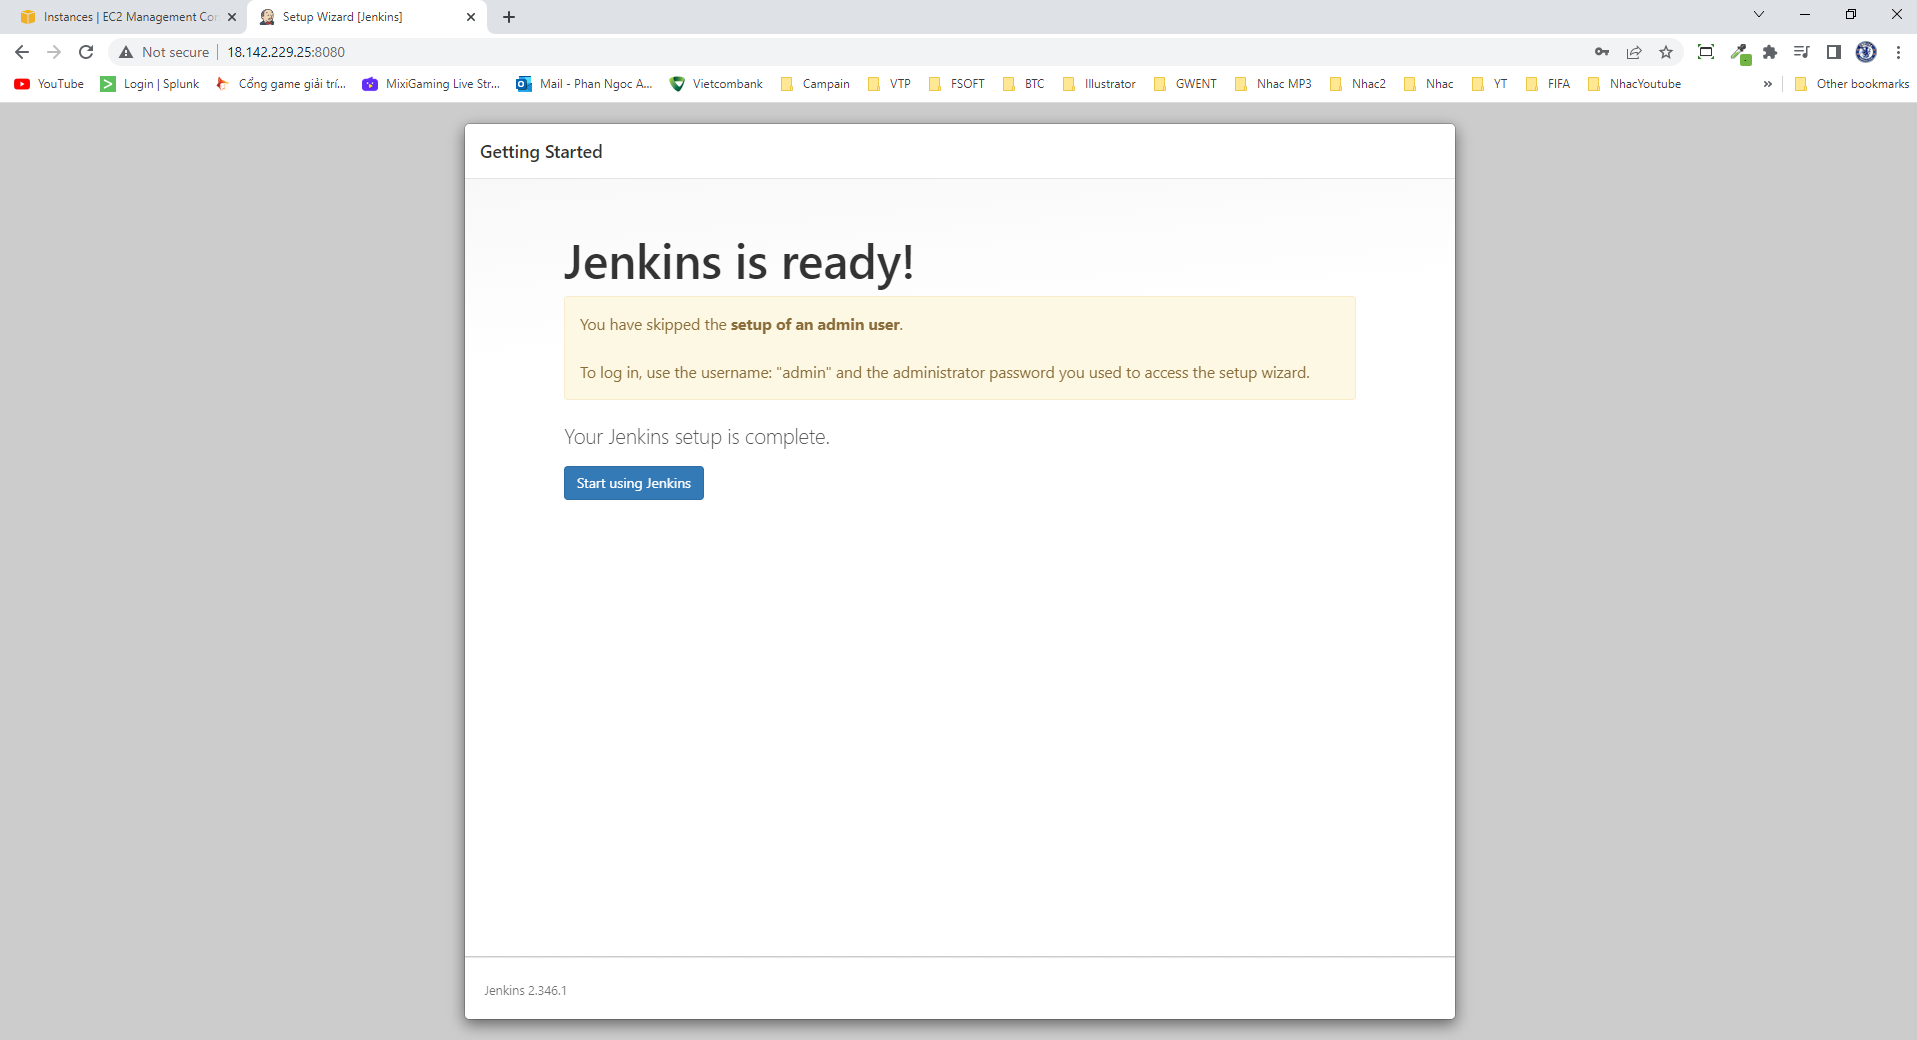 Instances | EC2 Management Con
Setup Wizard [Jenkins]
Not secure
18.142.229.25:8080
YouTube
Login | Splunk
Cổng game giải trí...
MixiGaming Live Str...
Mail - Phan Ngoc A...
Vietcombank
Campain
VTP
FSOFT
BTC
Illustrator
GWENT
Nhac MP3
Nhac2
Nhac
YT
FIFA
NhacYoutube
»
Other bookmarks
Getting Started
Jenkins is ready!
You have skipped the setup of an admin user.
To log in, use the username: "admin" and the administrator password you used to access the setup wizard.
Your Jenkins setup is complete.
Start using Jenkins
Jenkins 2.346.1